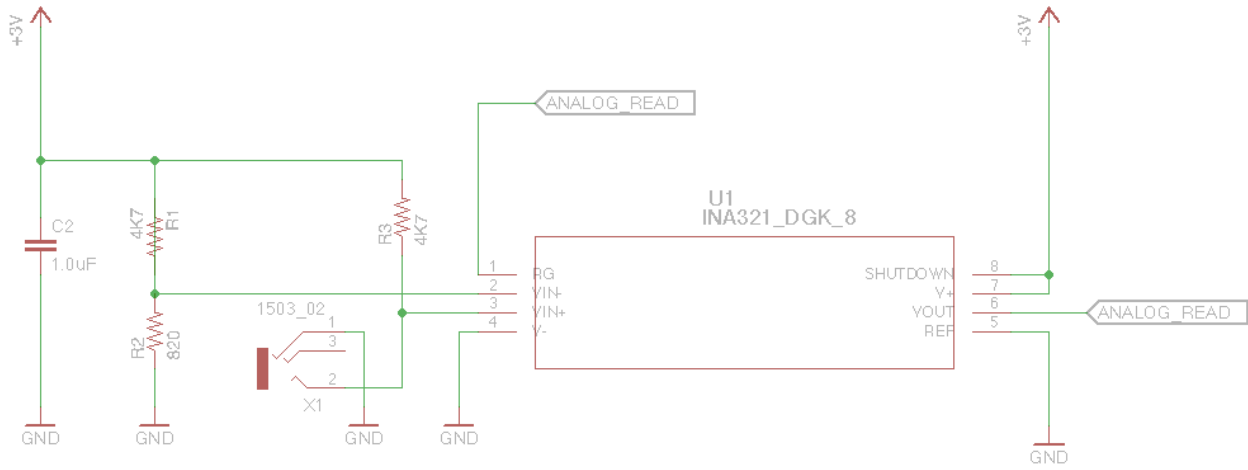 +3V
+3V
ANALOG_READ
U1
INA321_DGK_8
C2
1.0uF
4K7
R1
R3
4K7
1
RG
2
VIN-
3
VIN+
4
V-
SHUTDOWN
8
V+
7
VOUT
6
REF
5
ANALOG_READ
1503_02
1
3
2
X1
R2
820
GND
GND
GND
GND
GND